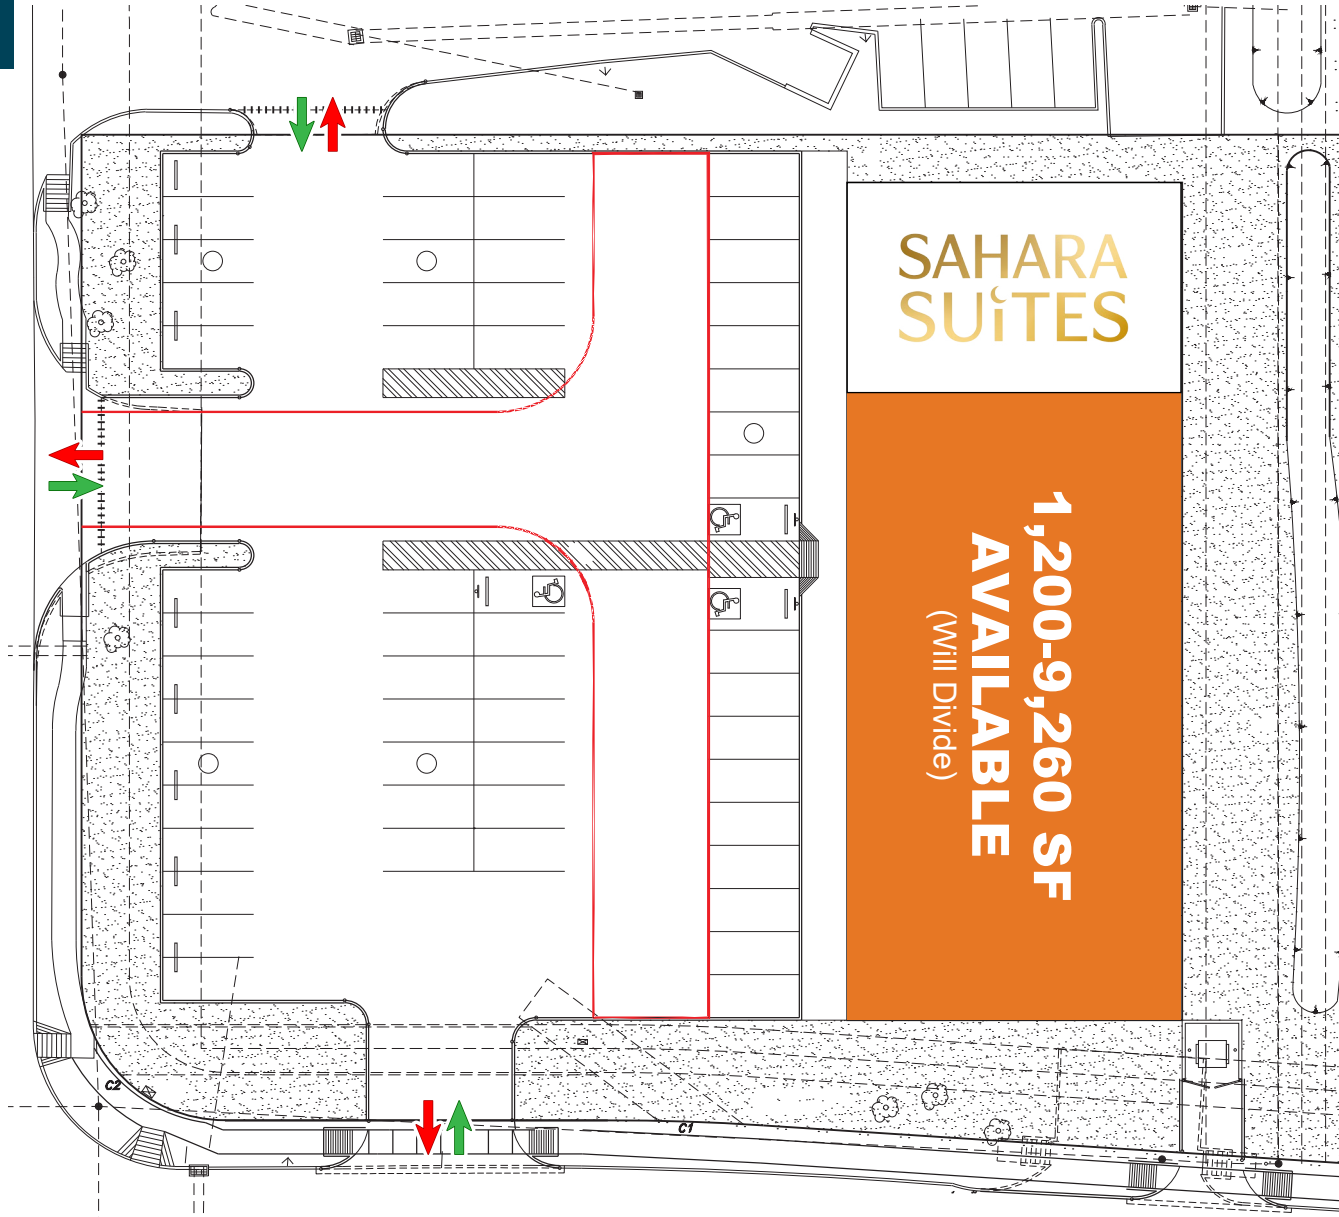 SAHARA
SUiTES
1,200-9,260 SF
AVAILABLE
(Will Divide)
C2
C1